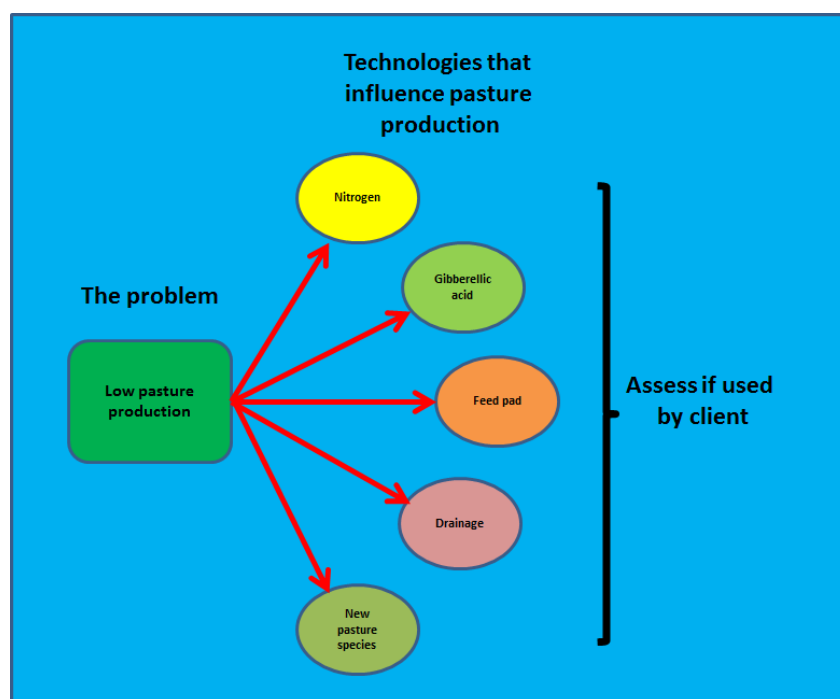 Technologies that
influence pasture
production
Nitrogen
Gibberellic
acid
The problem
Low pasture
production
Feed pad
Assess if used
by client
Drainage
New
pasture
species